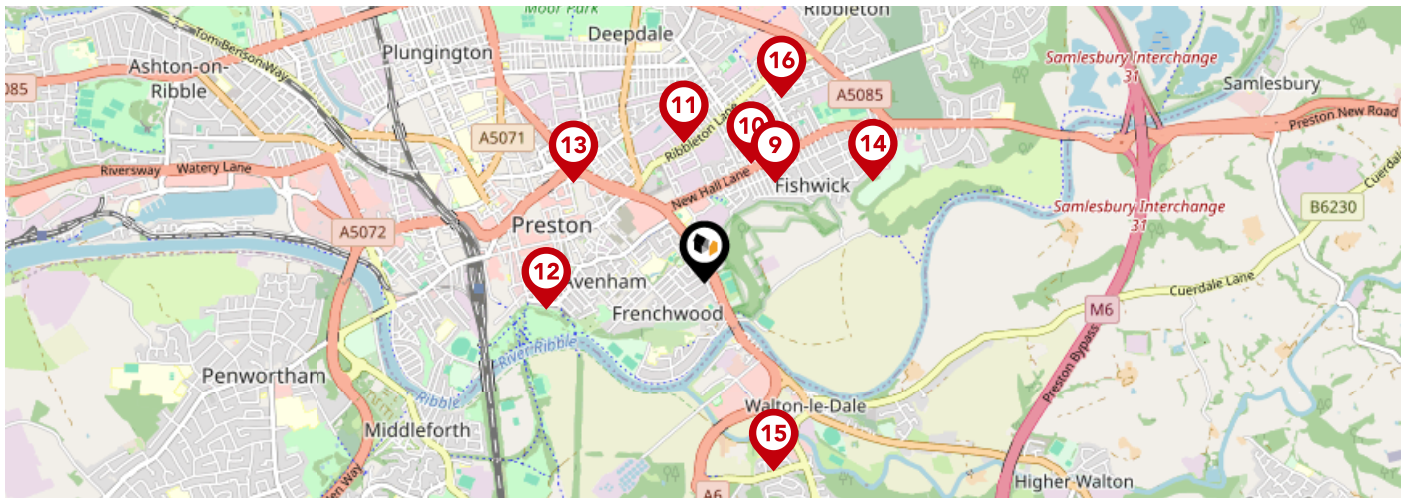 Moor Park
Ribbleton
Deepdale
TomBensonWay
Plungington
16
Samlesbury Interchange
31
Ashton-on-
Ribble
085
A5085
Samlesbury
11
10
Preston New Road
A5071
Ribbleton Lane
13
9
14
Riversway
Watery Lane
New Hall Lane
Fishwick
Cuerdale
A5072
Preston
Samlesbury Interchange
31
B6230
12
Avenham
Cuerdale Lane
Frenchwood
M6
River Ribble
Preston Bypass
Penwortham
Ribble
Walton-le-Dale
Middleforth
15
en Way
A6
Higher-Walton